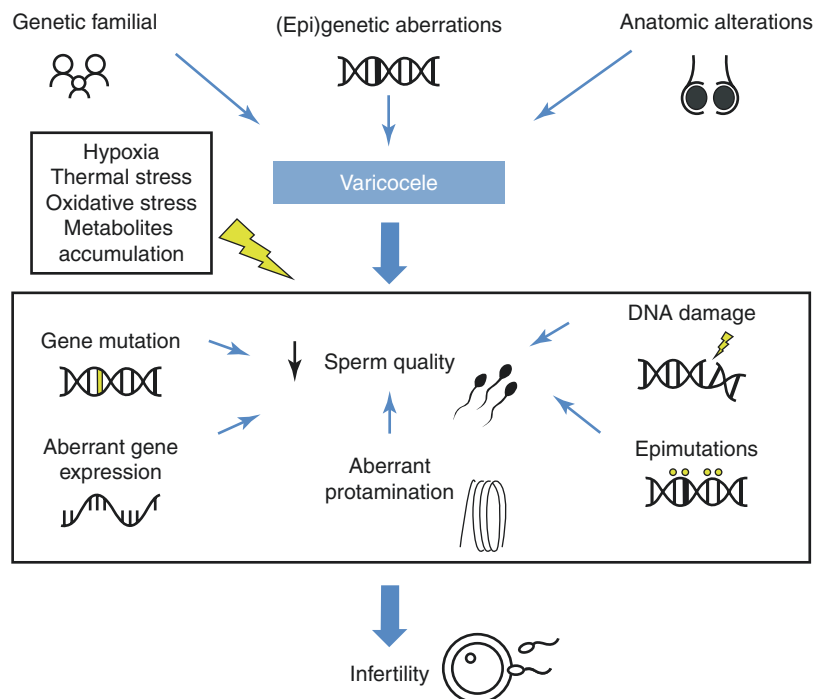 Genetic familial
(Epi)genetic aberrations
Anatomic alterations
Hypoxia
Thermal stress
Oxidative stress
Metabolites
accumulation
Varicocele
Gene mutation
Sperm quality
DNA damage
Aberrant gene
expression
Aberrant
protamination
Epimutations
Infertility